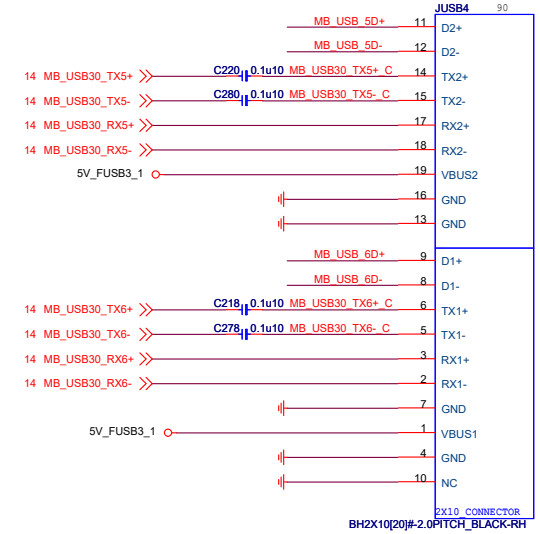 JUSB4 90
MB_USB_5D+ 11 D2+
MB_USB_5D- 12 D2-
14 MB_USB30_TX5+ C220 0.1u10 MB_USB30_TX5+_C 14 TX2+
14 MB_USB30_TX5- C280 0.1u10 MB_USB30_TX5-_C 15 TX2-
14 MB_USB30_RX5+ 17 RX2+
14 MB_USB30_RX5- 18 RX2-
5V_FUSB3_1 19 VBUS2
16 GND
13 GND
MB_USB_6D+ 9 D1+
MB_USB_6D- 8 D1-
14 MB_USB30_TX6+ C218 0.1u10 MB_USB30_TX6+_C 6 TX1+
14 MB_USB30_TX6- C278 0.1u10 MB_USB30_TX6-_C 5 TX1-
14 MB_USB30_RX6+ 3 RX1+
14 MB_USB30_RX6- 2 RX1-
7 GND
5V_FUSB3_1 1 VBUS1
4 GND
10 NC
2X10_CONNECTOR
BH2X10[20]#-2.0PITCH_BLACK-RH